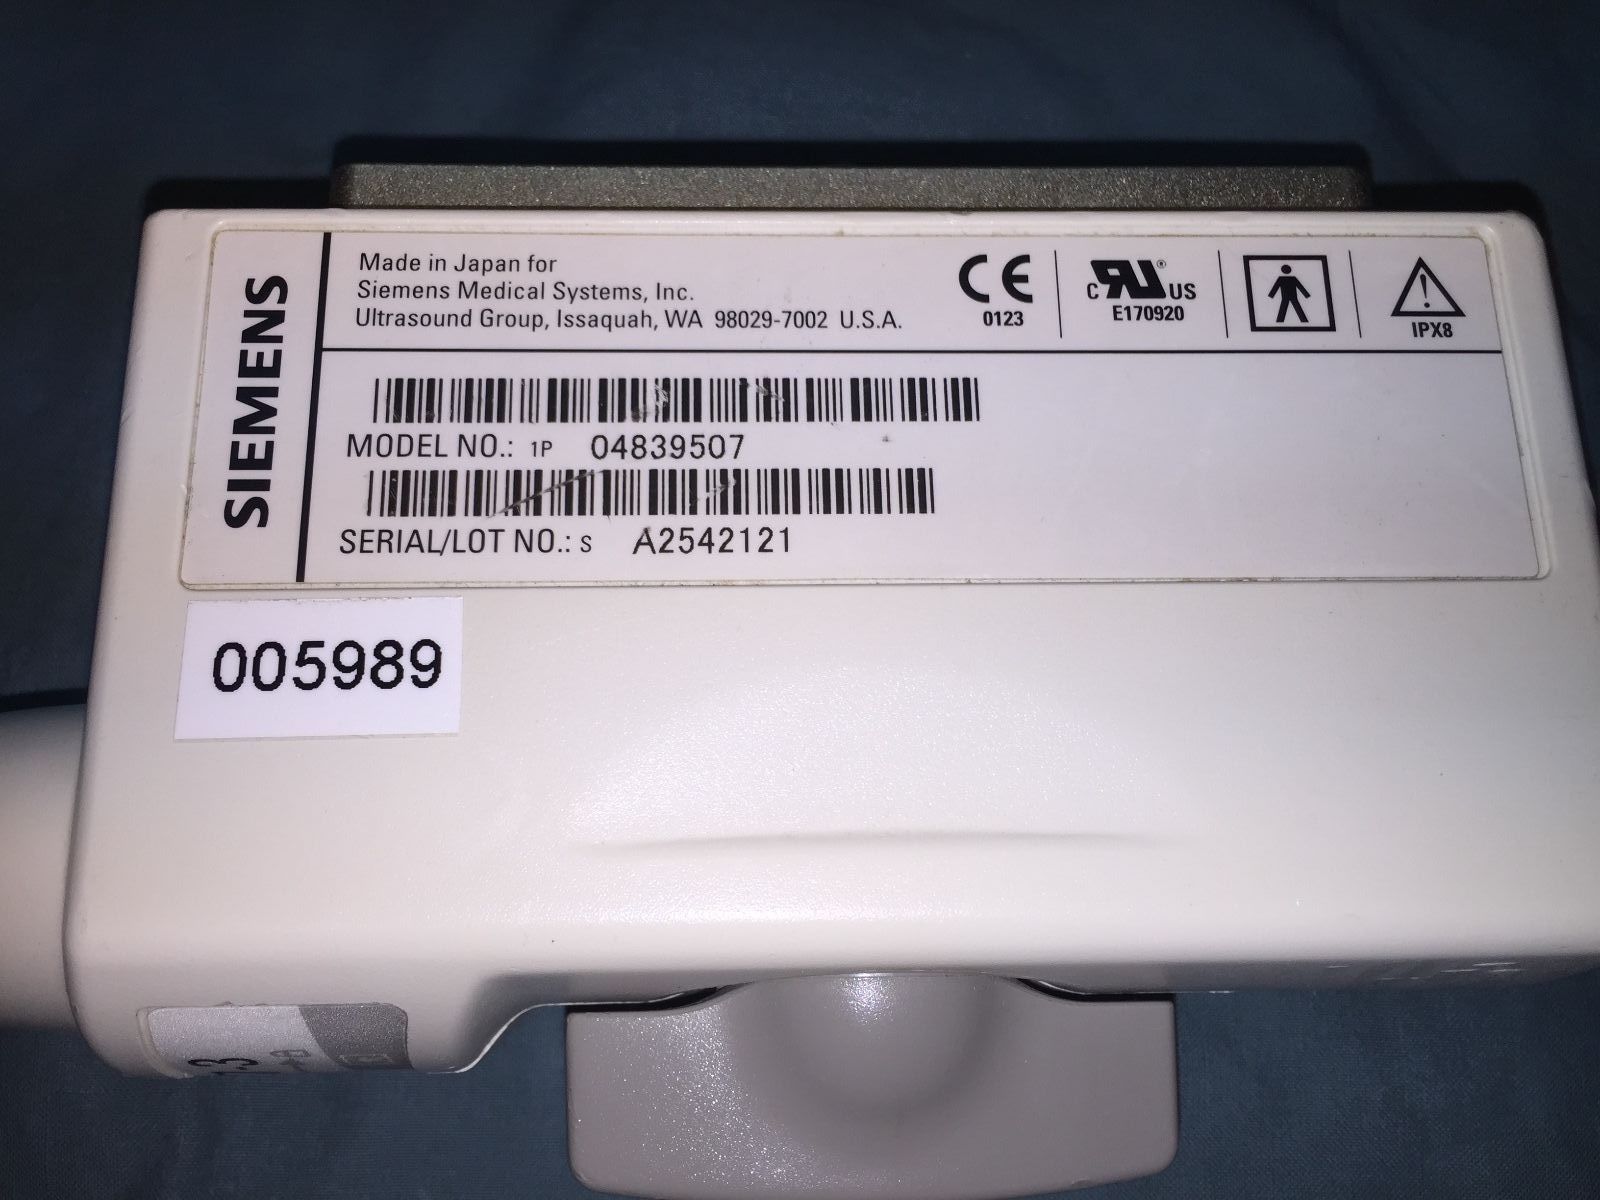 SIEMENS
Made in Japan for
Siemens Medical Systems, Inc.
Ultrasound Group, Issaquah, WA 98029-7002 U.S.A.
CE
0123
c RU® US
E170920
IPX8
MODEL NO.: 1P 04839507
SERIAL/LOT NO.: S A2542121
005989